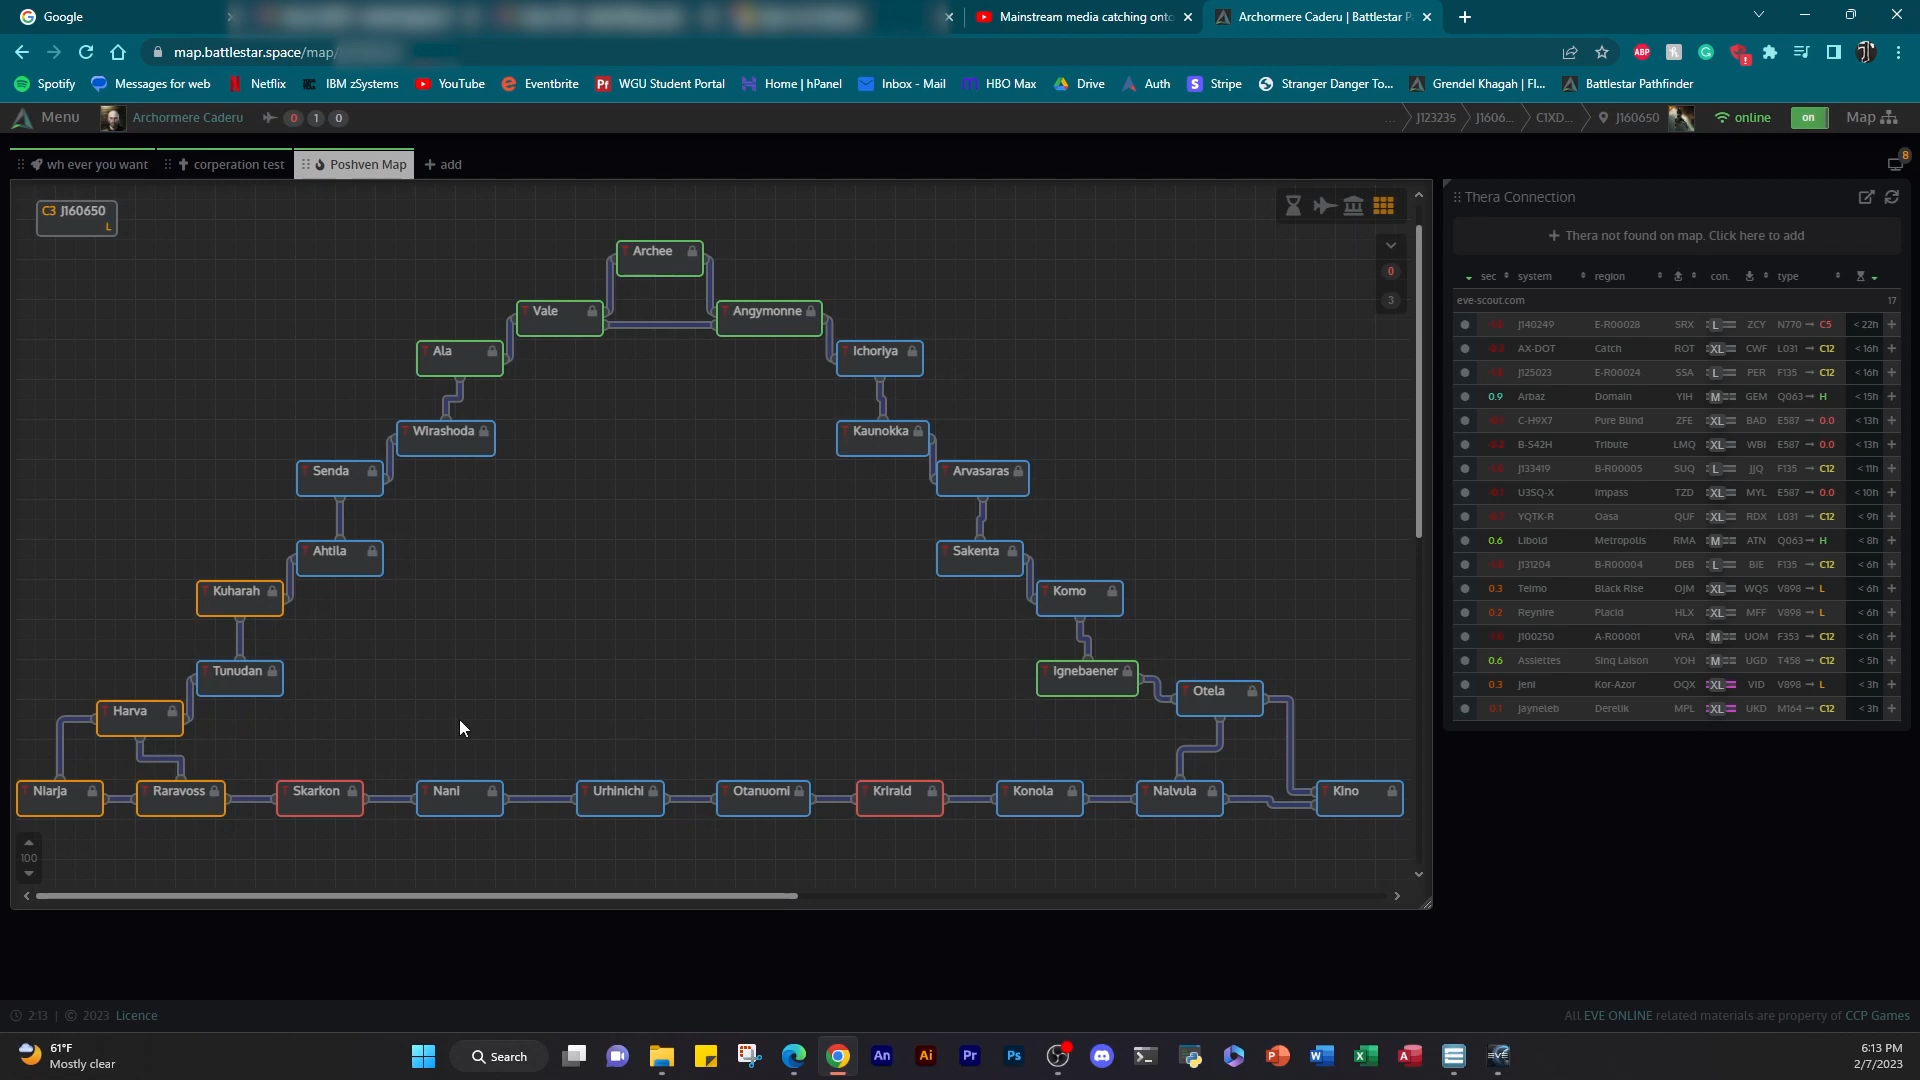 Google
Mainstream media catching onto
Archormere Caderu | Battlestar P
map.battlestar.space/map/
Spotify
Messages for web
Netflix
IBM zSystems
YouTube
Eventbrite
WGU Student Portal
Home | hPanel
Inbox - Mail
HBO Max
Drive
Auth
Stripe
Stranger Danger To...
Grendel Khagah | Fl...
Battlestar Pathfinder
Menu
Archormere Caderu
0 1 0
...
J123235
J1606...
C1XD...
J160650
online
on
Map
wh ever you want
corperation test
Poshven Map
+ add
8
C3 J160650
L
Archee
Vale
Angymonne
Ala
Ichoriya
Wirashoda
Kaunokka
Senda
Arvasaras
Ahtila
Sakenta
Kuharah
Komo
Tunudan
Ignebaener
Otela
Harva
Niarja
Raravoss
Skarkon
Nani
Urhinichi
Otanuomi
Krirald
Konola
Nalvula
Kino
0
3
100
Thera Connection
+ Thera not found on map. Click here to add
sec system region con. type
eve-scout.com 17
J140249 E-R00028 SRX L ZCY N770 → C5 < 22h +
AX-DOT Catch ROT XL CWF L031 → C12 < 16h +
J125023 E-R00024 SSA L PER F135 → C12 < 16h +
0.9 Arbaz Domain YIH M GEM Q063 → H < 15h +
C-H9X7 Pure Blind ZFE XL BAD E587 → 0.0 < 13h +
B-S42H Tribute LMQ XL WBI E587 → 0.0 < 13h +
J133419 B-R00005 SUQ L JJQ F135 → C12 < 11h +
U3SQ-X Impass TZD XL MYL E587 → 0.0 < 10h +
YQTK-R Oasa QUF XL RDX L031 → C12 < 9h +
0.6 Libold Metropolis RMA M ATN Q063 → H < 8h +
J131204 B-R00004 DEB L BIE F135 → C12 < 6h +
0.3 Teimo Black Rise OJM XL WQS V898 → L < 6h +
0.2 Reynire Placid HLX XL MFF V898 → L < 6h +
J100250 A-R00001 VRA M UOM F353 → C12 < 6h +
0.6 Assiettes Sinq Laison YOH M UGD T458 → C12 < 5h +
0.3 Jeni Kor-Azor OQX XL VID V898 → L < 3h +
0.1 Jayneleb Derelik MPL XL UKD M164 → C12 < 3h +
2:13 | © 2023 Licence
All EVE ONLINE related materials are property of CCP Games
61°F
Mostly clear
Search
6:13 PM
2/7/2023